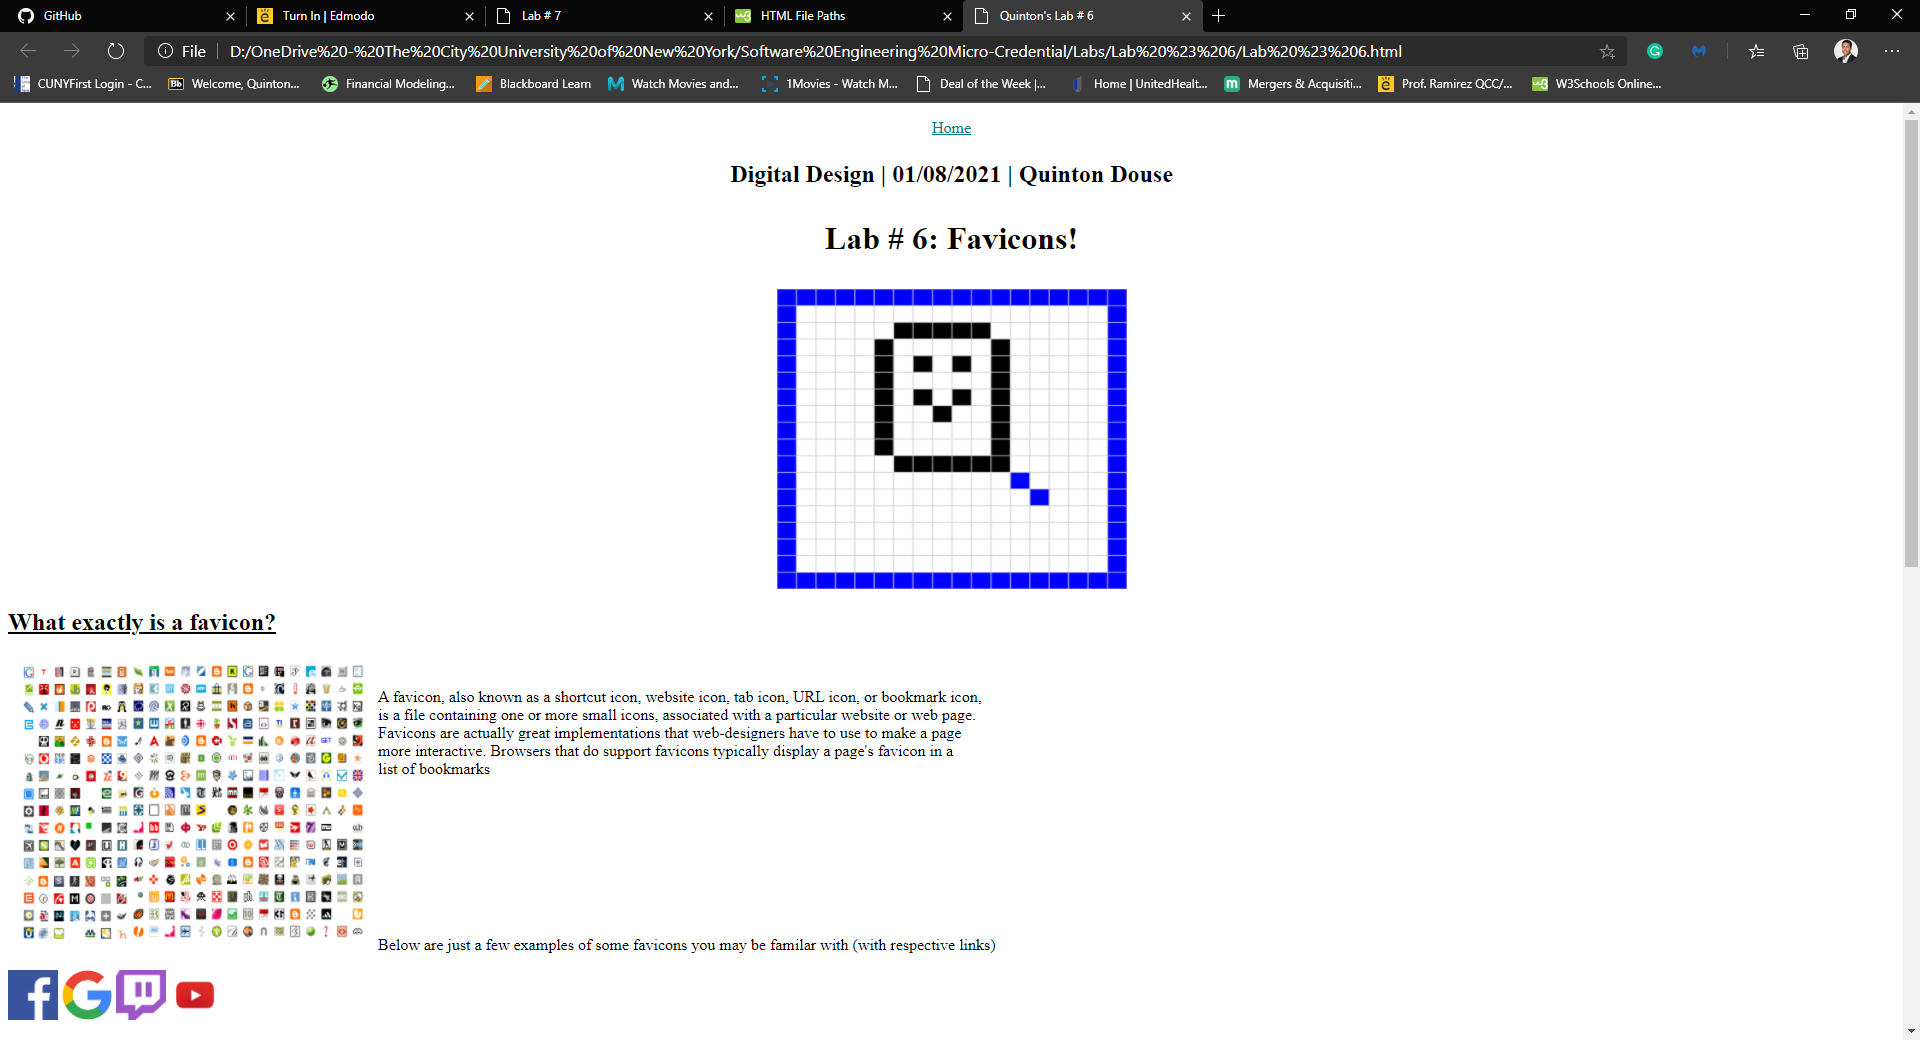 GitHub
Turn In | Edmodo
Lab # 7
HTML File Paths
Quinton's Lab # 6
File
D:/OneDrive%20-%20The%20City%20University%20of%20New%20York/Software%20Engineering%20Micro-Credential/Labs/Lab%20%23%206/Lab%20%23%206.html
CUNYFirst Login - C...
Bb
Welcome, Quinton...
Financial Modeling...
Blackboard Learn
Watch Movies and...
1Movies - Watch M...
Deal of the Week |...
Home | UnitedHealt...
Mergers & Acquisiti...
Prof. Ramirez QCC/...
W3Schools Online...
Home
Digital Design | 01/08/2021 | Quinton Douse
Lab # 6: Favicons!
What exactly is a favicon?
A favicon, also known as a shortcut icon, website icon, tab icon, URL icon, or bookmark icon,
is a file containing one or more small icons, associated with a particular website or web page.
Favicons are actually great implementations that web-designers have to use to make a page
more interactive. Browsers that do support favicons typically display a page's favicon in a
list of bookmarks
Below are just a few examples of some favicons you may be familar with (with respective links)